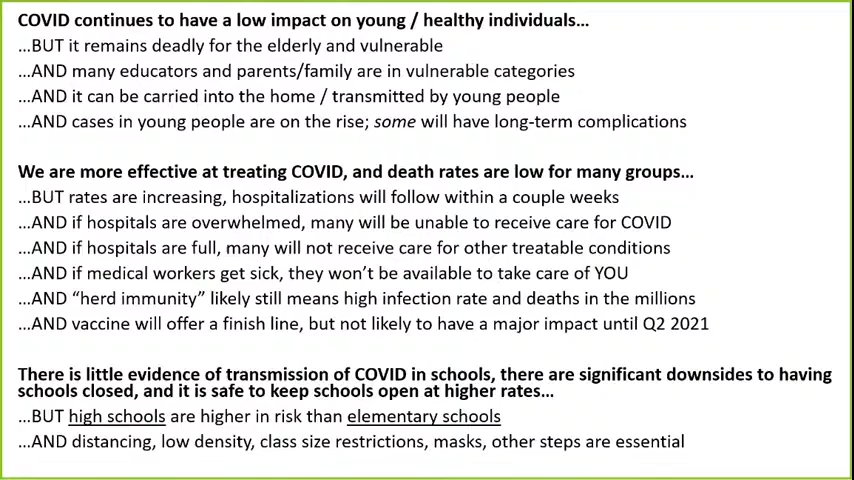 COVID continues to have a low impact on young / healthy individuals...
...BUT it remains deadly for the elderly and vulnerable
...AND many educators and parents/family are in vulnerable categories
...AND it can be carried into the home / transmitted by young people
...AND cases in young people are on the rise; some will have long-term complications
We are more effective at treating COVID, and death rates are low for many groups...
...BUT rates are increasing, hospitalizations will follow within a couple weeks
...AND if hospitals are overwhelmed, many will be unable to receive care for COVID
...AND if hospitals are full, many will not receive care for other treatable conditions
...AND if medical workers get sick, they won't be available to take care of YOU
...AND “herd immunity” likely still means high infection rate and deaths in the millions
...AND vaccine will offer a finish line, but not likely to have a major impact until Q2 2021
There is little evidence of transmission of COVID in schools, there are significant downsides to having
schools closed, and it is safe to keep schools open at higher rates...
...BUT high schools are higher in risk than elementary schools
...AND distancing, low density, class size restrictions, masks, other steps are essential